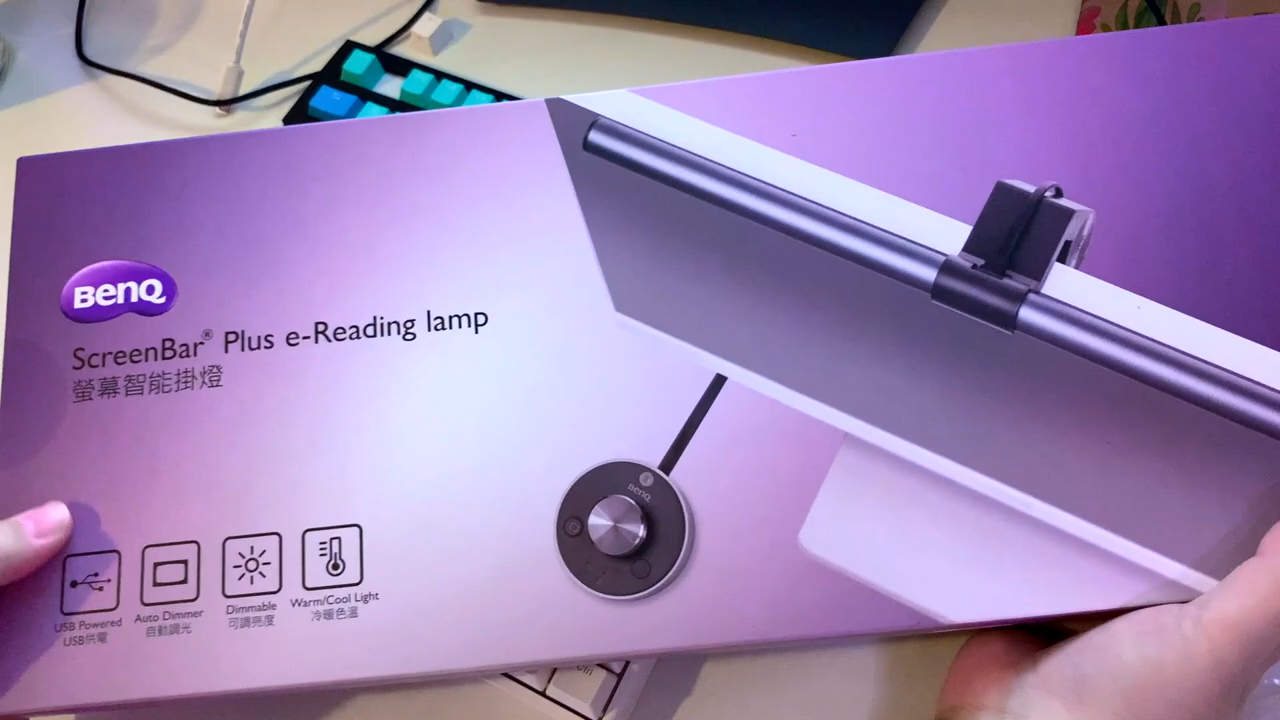 BenQ
ScreenBar® Plus e-Reading lamp
螢幕智能掛燈
BenQ
USB Powered
USB供電
Auto Dimmer
自動調光
Dimmable
可調亮度
Warm/Cool Light
冷暖色溫
Ctrl